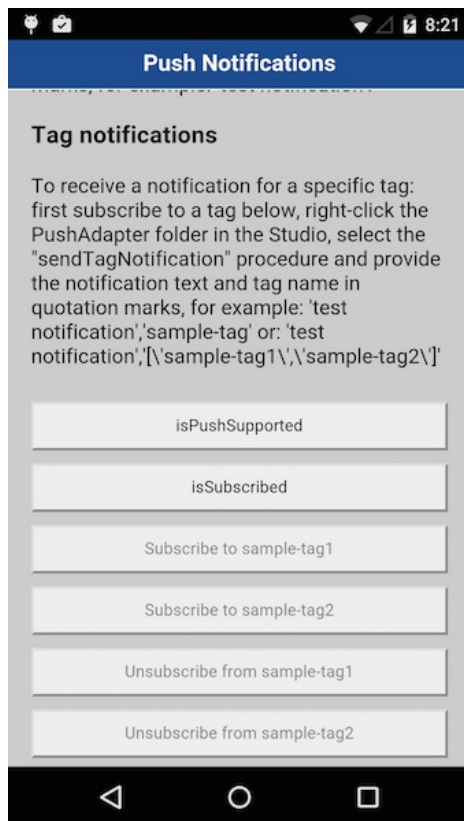 8:21
Push Notifications
Tag notifications
To receive a notification for a specific tag:
first subscribe to a tag below, right-click the
PushAdapter folder in the Studio, select the
"sendTagNotification" procedure and provide
the notification text and tag name in
quotation marks, for example: 'test
notification','sample-tag' or: 'test
notification','[\'sample-tag1\',\'sample-tag2\']'
isPushSupported
isSubscribed
Subscribe to sample-tag1
Subscribe to sample-tag2
Unsubscribe from sample-tag1
Unsubscribe from sample-tag2